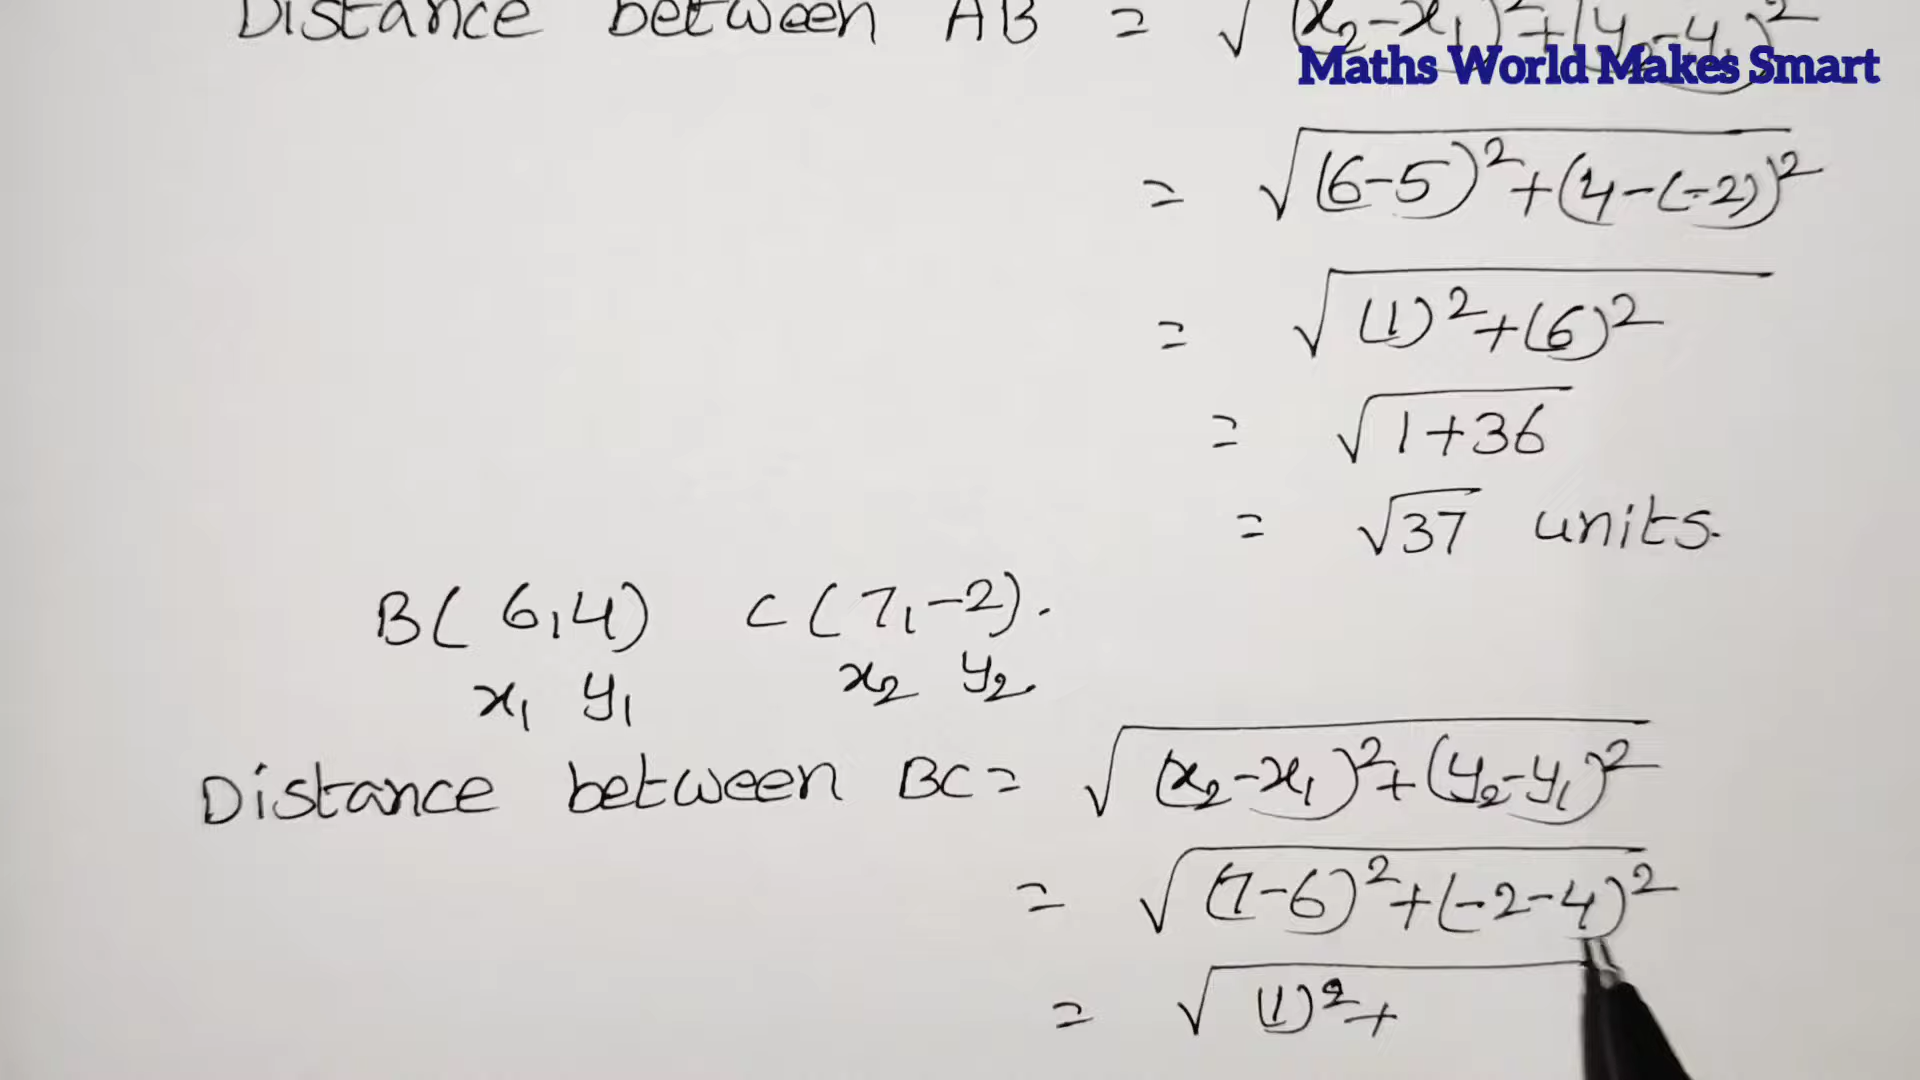 Distance between AB = √(x₂-x₁)²+(y₂-y₁)²
Maths World Makes Smart
= √(6-5)²+(4-(-2))²
= √(1)²+(6)²
= √1+36
= √37 units.
B(6,4) C(7,-2).
x₁ y₁ x₂ y₂
Distance between BC = √(x₂-x₁)²+(y₂-y₁)²
= √(7-6)²+(-2-4)²
= √(1)²+